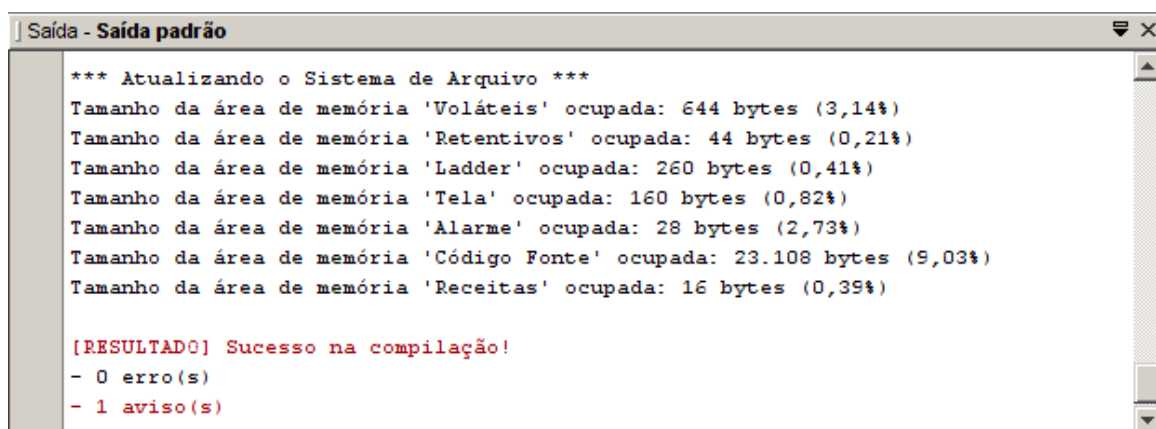 Saída - Saída padrão
*** Atualizando o Sistema de Arquivo ***
Tamanho da área de memória 'Voláteis' ocupada: 644 bytes (3,14%)
Tamanho da área de memória 'Retentivos' ocupada: 44 bytes (0,21%)
Tamanho da área de memória 'Ladder' ocupada: 260 bytes (0,41%)
Tamanho da área de memória 'Tela' ocupada: 160 bytes (0,82%)
Tamanho da área de memória 'Alarme' ocupada: 28 bytes (2,73%)
Tamanho da área de memória 'Código Fonte' ocupada: 23.108 bytes (9,03%)
Tamanho da área de memória 'Receitas' ocupada: 16 bytes (0,39%)
[RESULTADO] Sucesso na compilação!
- 0 erro(s)
- 1 aviso(s)